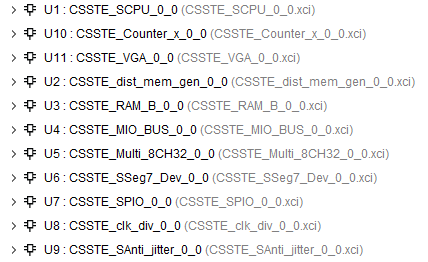 U1 : CSSTE_SCPU_0_0 (CSSTE_SCPU_0_0.xci)
U10 : CSSTE_Counter_x_0_0 (CSSTE_Counter_x_0_0.xci)
U11 : CSSTE_VGA_0_0 (CSSTE_VGA_0_0.xci)
U2 : CSSTE_dist_mem_gen_0_0 (CSSTE_dist_mem_gen_0_0.xci)
U3 : CSSTE_RAM_B_0_0 (CSSTE_RAM_B_0_0.xci)
U4 : CSSTE_MIO_BUS_0_0 (CSSTE_MIO_BUS_0_0.xci)
U5 : CSSTE_Multi_8CH32_0_0 (CSSTE_Multi_8CH32_0_0.xci)
U6 : CSSTE_SSeg7_Dev_0_0 (CSSTE_SSeg7_Dev_0_0.xci)
U7 : CSSTE_SPIO_0_0 (CSSTE_SPIO_0_0.xci)
U8 : CSSTE_clk_div_0_0 (CSSTE_clk_div_0_0.xci)
U9 : CSSTE_SAnti_jitter_0_0 (CSSTE_SAnti_jitter_0_0.xci)